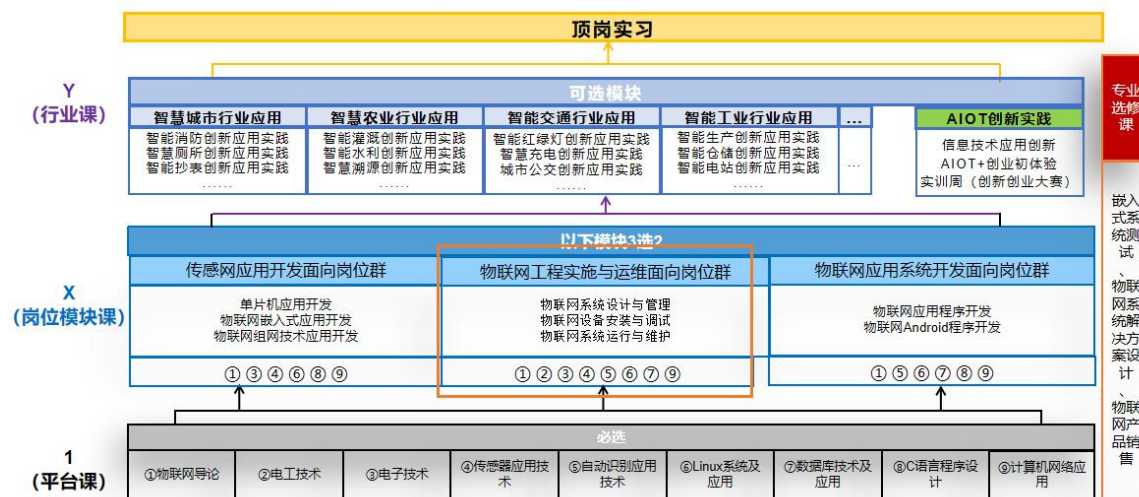 顶岗实习
Y
（行业课）
可选模块
智慧城市行业应用
智能消防创新应用实践
智慧厕所创新应用实践
智能抄表创新应用实践
......
智慧农业行业应用
智能灌溉创新应用实践
智能水利创新应用实践
智慧溯源创新应用实践
......
智能交通行业应用
智能红绿灯创新应用实践
智慧充电创新应用实践
城市公交创新应用实践
......
智能工业行业应用
智能生产创新应用实践
智能仓储创新应用实践
智能电站创新应用实践
......
...
...
AIOT创新实践
信息技术应用创新
AIOT+创业初体验
实训周（创新创业大赛）
X
（岗位模块课）
以下模块3选2
传感网应用开发面向岗位群
单片机应用开发
物联网嵌入式应用开发
物联网组网技术应用开发
①③④⑥⑧⑨
物联网工程实施与运维面向岗位群
物联网系统设计与管理
物联网设备安装与调试
物联网系统运行与维护
①②③④⑤⑥⑦⑨
物联网应用系统开发面向岗位群
物联网应用程序开发
物联网Android程序开发
①⑤⑥⑦⑧⑨
1
（平台课）
必选
①物联网导论
②电工技术
③电子技术
④传感器应用技
术
⑤自动识别应用
技术
⑥Linux系统及
应用
⑦数据库技术及
应用
⑧C语言程序设
计
⑨计算机网络应
用
专业
选修
课
嵌入
式系
统测
试
、
物联
网系
统解
决方
案设
计
、
物联
网产
品销
售